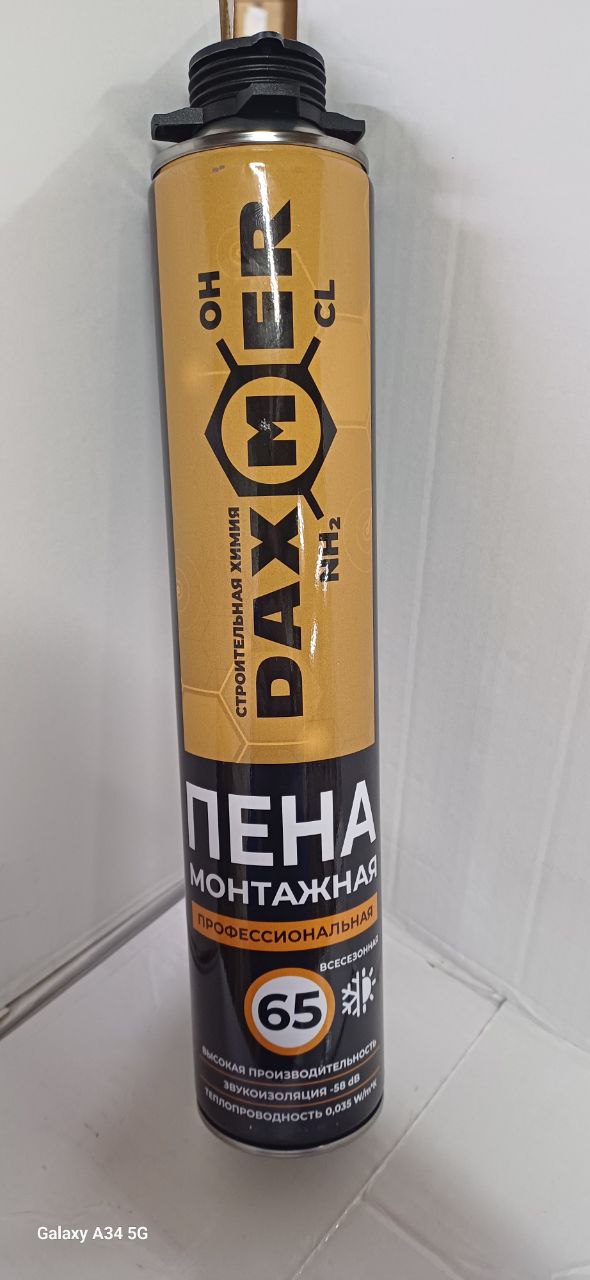 СТРОИТЕЛЬНАЯ ХИМИЯ
DAXMER
OH
CL
NH₂
ПЕНА
МОНТАЖНАЯ
ПРОФЕССИОНАЛЬНАЯ
ВСЕСЕЗОННАЯ
65
ВЫСОКАЯ ПРОИЗВОДИТЕЛЬНОСТЬ
ЗВУКОИЗОЛЯЦИЯ -58 dB
ТЕПЛОПРОВОДНОСТЬ 0,035 W/m*K
Galaxy A34 5G